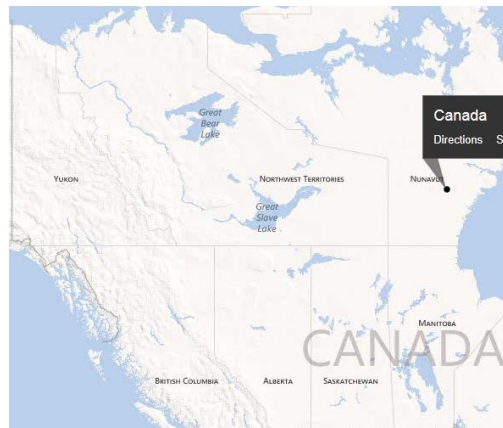 Great
Bear
Lake
Canada
Directions S
YUKON
NORTHWEST TERRITORIES
NUNAVUT
Great
Slave
Lake
MANITOBA
CANADA
BRITISH COLUMBIA
ALBERTA
SASKATCHEWAN